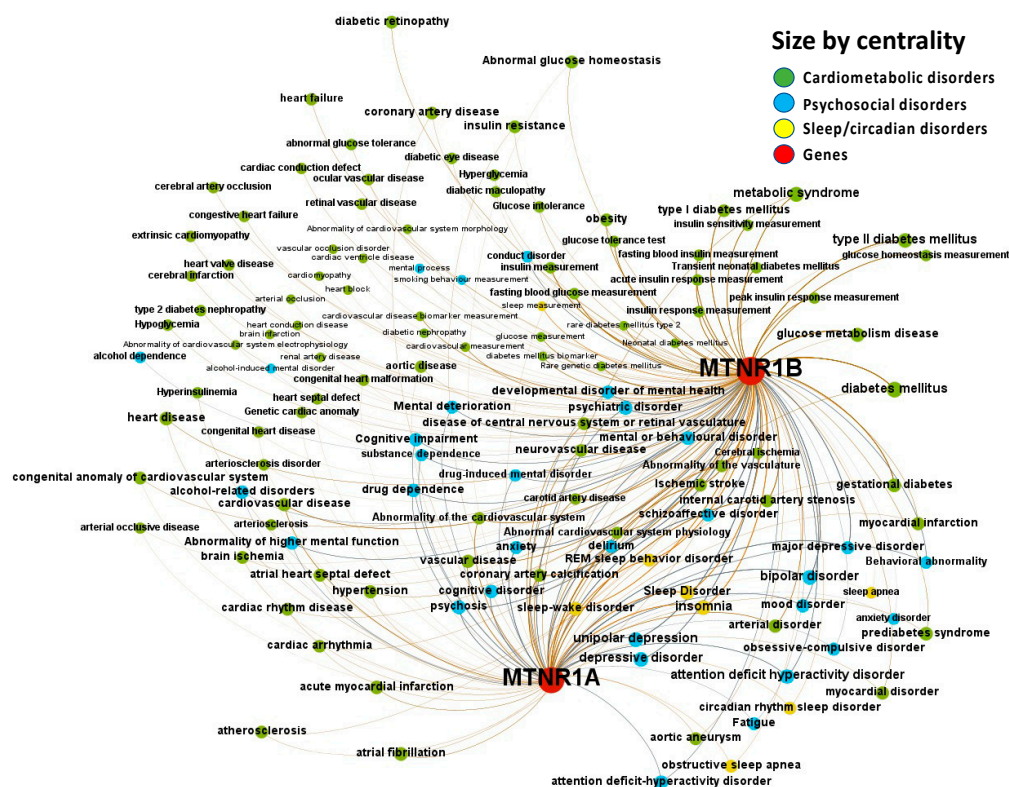 diabetic retinopathy
Size by centrality
Abnormal glucose homeostasis
Cardiometabolic disorders
Psychosocial disorders
Sleep/circadian disorders
Genes
heart failure
coronary artery disease
insulin resistance
abnormal glucose tolerance
diabetic eye disease
cardiac conduction defect
ocular vascular disease
Hyperglycemia
cerebral artery occlusion
diabetic maculopathy
metabolic syndrome
retinal vascular disease
Glucose intolerance
congestive heart failure
obesity
type I diabetes mellitus
insulin sensitivity measurement
extrinsic cardiomyopathy
Abnormality of cardiovascular system morphology
glucose tolerance test
type II diabetes mellitus
vascular occlusion disorder
cardiac ventricle disease
conduct disorder
fasting blood insulin measurement
glucose homeostasis measurement
heart valve disease
mental process
insulin measurement
Transient neonatal diabetes mellitus
cerebral infarction
cardiomyopathy
smoking behaviour measurement
acute insulin response measurement
heart block
fasting blood glucose measurement
peak insulin response measurement
arterial occlusion
sleep measurement
type 2 diabetes nephropathy
cardiovascular disease biomarker measurement
insulin response measurement
Hypoglycemia
heart conduction disease
rare diabetes mellitus type 2
brain infarction
diabetic nephropathy
glucose measurement
glucose metabolism disease
Abnormality of cardiovascular system electrophysiology
cardiovascular measurement
Neonatal diabetes mellitus
alcohol dependence
renal artery disease
diabetes mellitus biomarker
alcohol-induced mental disorder
aortic disease
Rare genetic diabetes mellitus
MTNR1B
congenital heart malformation
Hyperinsulinemia
developmental disorder of mental health
diabetes mellitus
heart septal defect
Mental deterioration
psychiatric disorder
Genetic cardiac anomaly
heart disease
disease of central nervous system or retinal vasculature
congenital heart disease
Cognitive impairment
mental or behavioural disorder
substance dependence
neurovascular disease
Cerebral ischemia
arteriosclerosis disorder
Abnormality of the vasculature
congenital anomaly of cardiovascular system
drug-induced mental disorder
Ischemic stroke
gestational diabetes
alcohol-related disorders
drug dependence
carotid artery disease
internal carotid artery stenosis
cardiovascular disease
schizoaffective disorder
arterial occlusive disease
arteriosclerosis
Abnormality of the cardiovascular system
myocardial infarction
Abnormal cardiovascular system physiology
Abnormality of higher mental function
anxiety
delirium
major depressive disorder
brain ischemia
vascular disease
REM sleep behavior disorder
Behavioral abnormality
atrial heart septal defect
coronary artery calcification
bipolar disorder
hypertension
cognitive disorder
Sleep Disorder
sleep apnea
cardiac rhythm disease
psychosis
sleep-wake disorder
insomnia
mood disorder
anxiety disorder
arterial disorder
prediabetes syndrome
cardiac arrhythmia
unipolar depression
obsessive-compulsive disorder
depressive disorder
MTNR1A
attention deficit hyperactivity disorder
acute myocardial infarction
myocardial disorder
circadian rhythm sleep disorder
Fatigue
atherosclerosis
aortic aneurysm
atrial fibrillation
obstructive sleep apnea
attention deficit-hyperactivity disorder